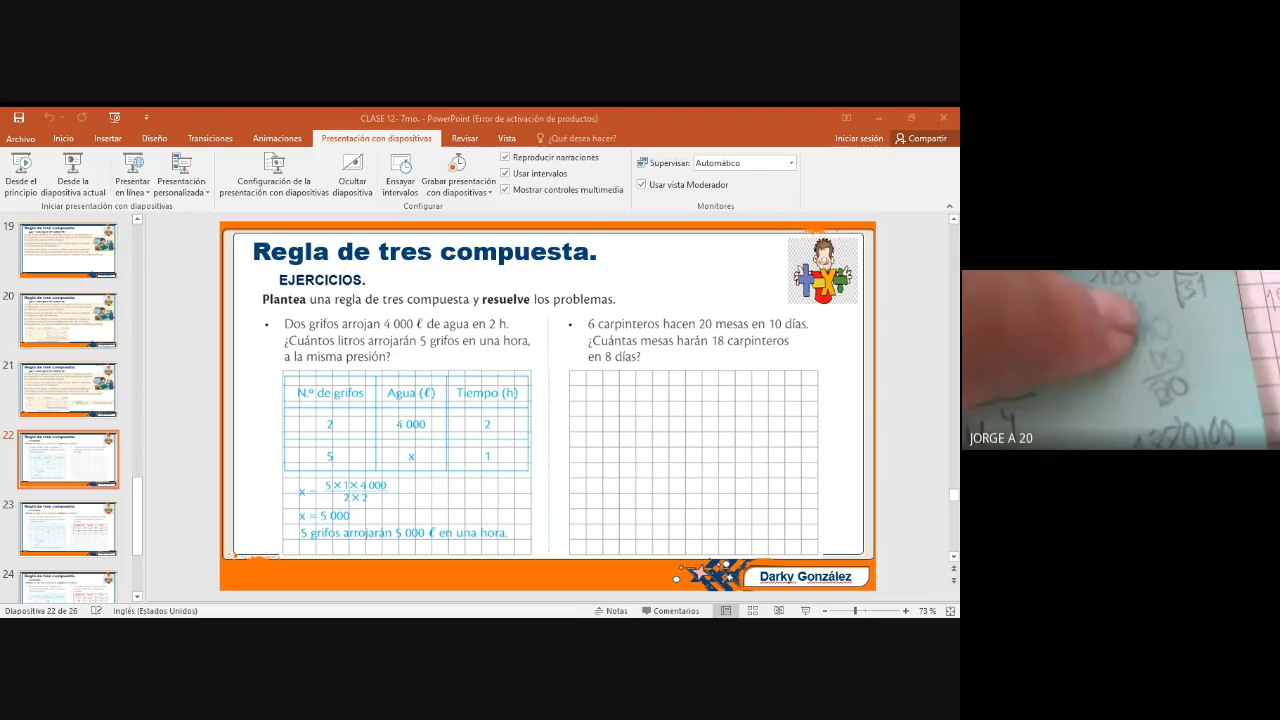 CLASE 12- 7mo. - PowerPoint (Error de activación de productos)
Archivo Inicio Insertar Diseño Transiciones Animaciones Presentación con diapositivas Revisar Vista ¿Qué desea hacer? Iniciar sesión Compartir
Desde el principio
Desde la diapositiva actual
Presentar en línea
Presentación personalizada
Configuración de la presentación con diapositivas
Ocultar diapositiva
Ensayar intervalos
Grabar presentación con diapositivas
Reproducir narraciones
Usar intervalos
Mostrar controles multimedia
Supervisar: Automático
Usar vista Moderador
Iniciar presentación con diapositivas Configurar Monitores
19
20
21
22
23
24
Regla de tres compuesta.
EJERCICIOS.
Plantea una regla de tres compuesta y resuelve los problemas.
• Dos grifos arrojan 4 000 ℓ de agua en 2 h.
¿Cuántos litros arrojarán 5 grifos en una hora,
a la misma presión?
N.º de grifos Agua (ℓ) Tiempo (h)
2 4 000 2
5 x 1
x = 5 × 1 × 4 000
2 × 2
x = 5 000
5 grifos arrojarán 5 000 ℓ en una hora.
• 6 carpinteros hacen 20 mesas en 10 días.
¿Cuántas mesas harán 18 carpinteros
en 8 días?
Darky González
JORGE A 20
Diapositiva 22 de 26 Inglés (Estados Unidos) Notas Comentarios 73 %